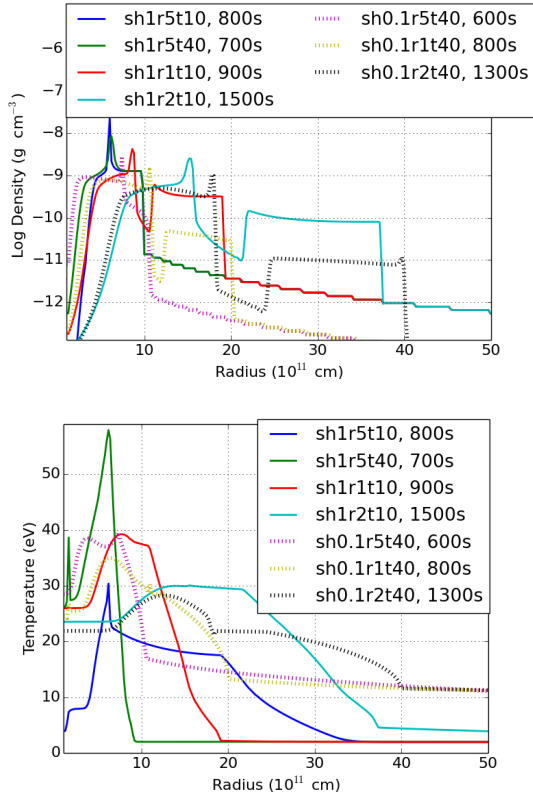 sh1r5t10, 800s
sh1r5t40, 700s
sh1r1t10, 900s
sh1r2t10, 1500s
sh0.1r5t40, 600s
sh0.1r1t40, 800s
sh0.1r2t40, 1300s
Log Density (g cm⁻³)
−6
−7
−8
−9
−10
−11
−12
10 20 30 40 50
Radius (10¹¹ cm)
sh1r5t10, 800s
sh1r5t40, 700s
sh1r1t10, 900s
sh1r2t10, 1500s
sh0.1r5t40, 600s
sh0.1r1t40, 800s
sh0.1r2t40, 1300s
Temperature (eV)
50
40
30
20
10
0
10 20 30 40 50
Radius (10¹¹ cm)